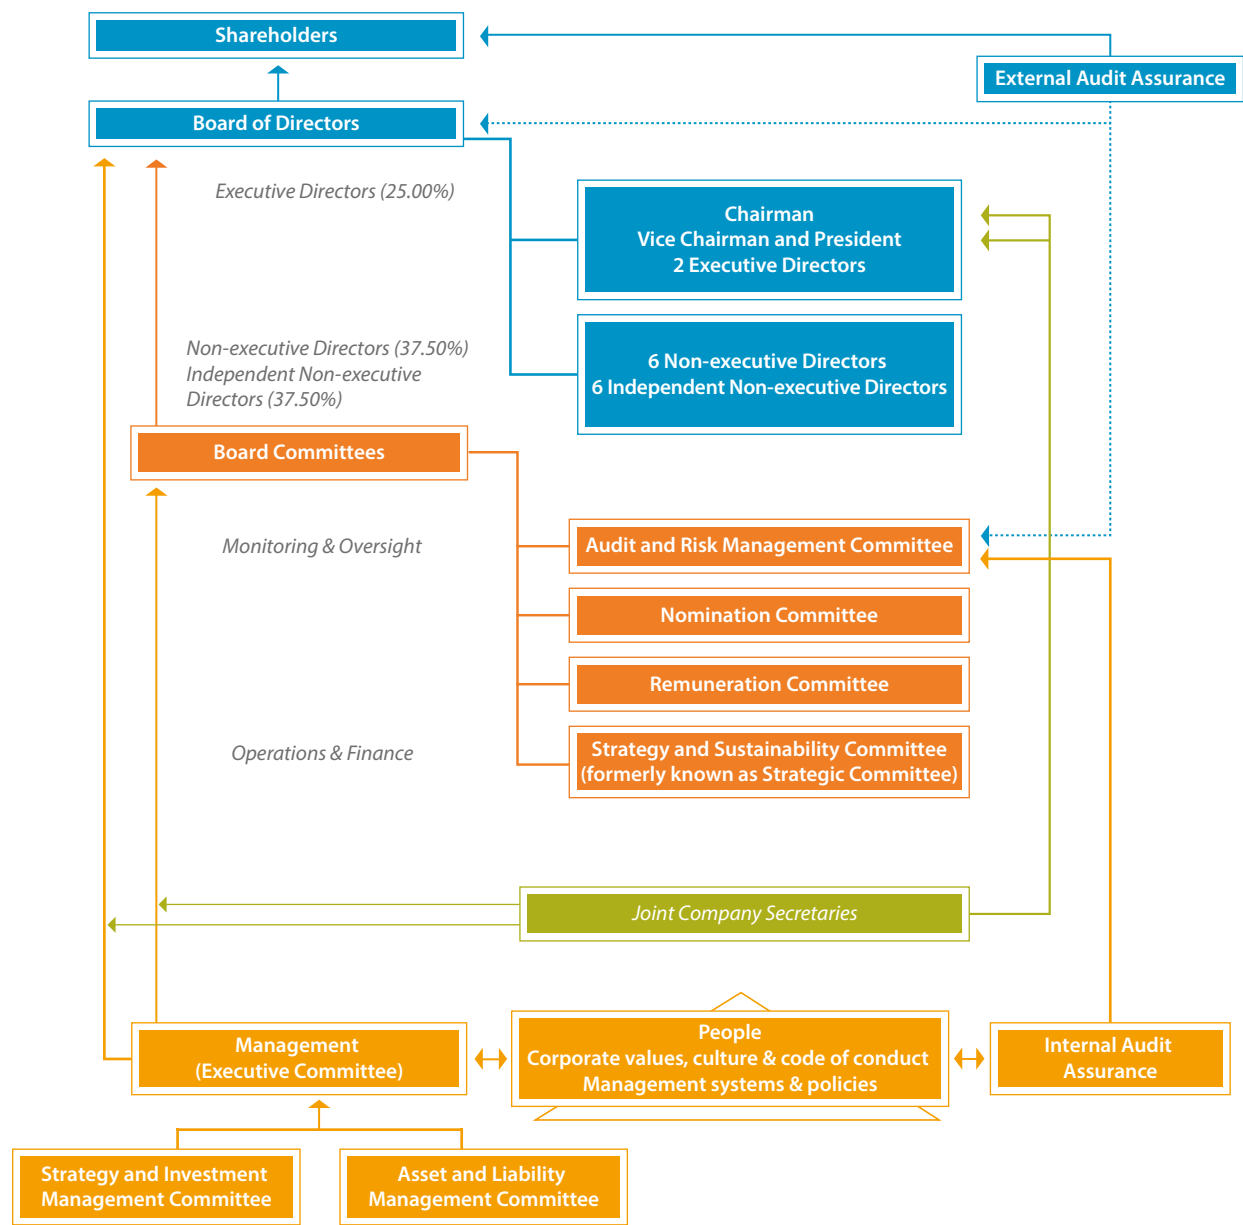 Shareholders
External Audit Assurance
Board of Directors
Executive Directors (25.00%)
Chairman
Vice Chairman and President
2 Executive Directors
Non-executive Directors (37.50%)
Independent Non-executive
Directors (37.50%)
6 Non-executive Directors
6 Independent Non-executive Directors
Board Committees
Monitoring & Oversight
Audit and Risk Management Committee
Nomination Committee
Remuneration Committee
Operations & Finance
Strategy and Sustainability Committee
(formerly known as Strategic Committee)
Joint Company Secretaries
Management
(Executive Committee)
People
Corporate values, culture & code of conduct
Management systems & policies
Internal Audit
Assurance
Strategy and Investment
Management Committee
Asset and Liability
Management Committee